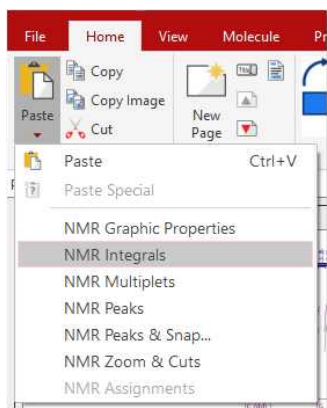 File Home View Molecule
Copy
Copy Image
Cut
Paste
New
Page
Paste Ctrl+V
Paste Special
NMR Graphic Properties
NMR Integrals
NMR Multiplets
NMR Peaks
NMR Peaks & Snap...
NMR Zoom & Cuts
NMR Assignments